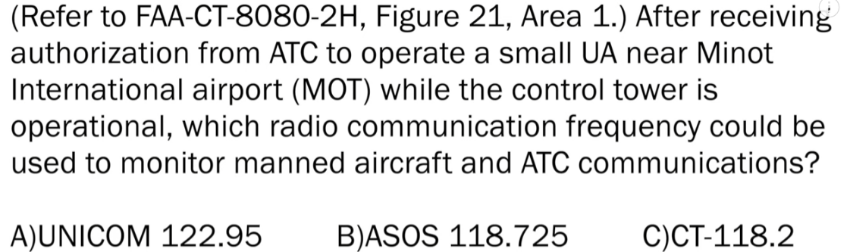 (Refer to FAA-CT-8080-2H, Figure 21, Area 1.) After receiving
authorization from ATC to operate a small UA near Minot
International airport (MOT) while the control tower is
operational, which radio communication frequency could be
used to monitor manned aircraft and ATC communications?
A)UNICOM 122.95 B)ASOS 118.725 C)CT-118.2